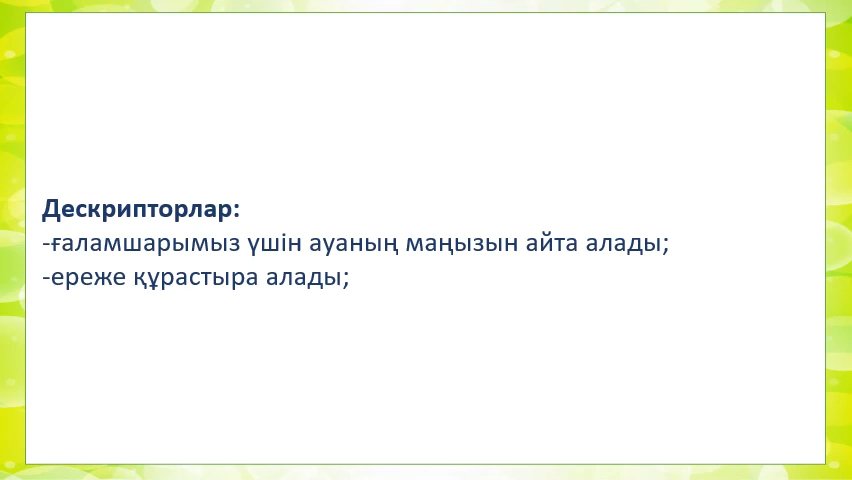 Дескрипторлар:
-ғаламшарымыз үшін ауаның маңызын айта алады;
-ереже құрастыра алады;